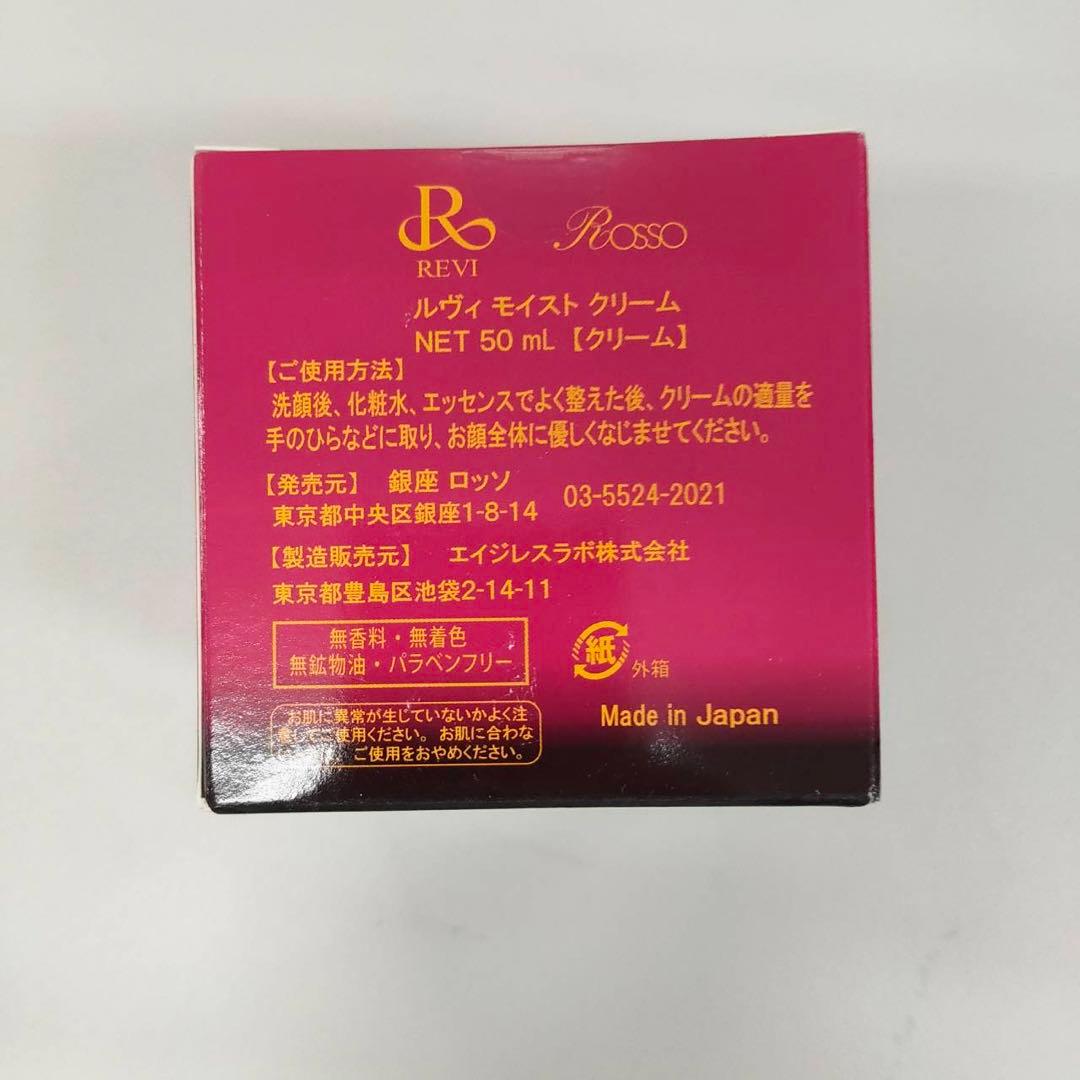 R Rosso
REVI
ルヴィ モイスト クリーム
NET 50 mL 【クリーム】
【ご使用方法】
洗顔後、化粧水、エッセンスでよく整えた後、クリームの適量を
手のひらなどに取り、お顔全体に優しくなじませてください。
【発売元】 銀座 ロッソ
03-5524-2021
東京都中央区銀座1-8-14
【製造販売元】 エイジレスラボ株式会社
東京都豊島区池袋2-14-11
無香料・無着色
無鉱物油・パラベンフリー
紙 外箱
お肌に異常が生じていないかよく注
してご使用ください。お肌に合わな
ご使用をおやめください。
Made in Japan